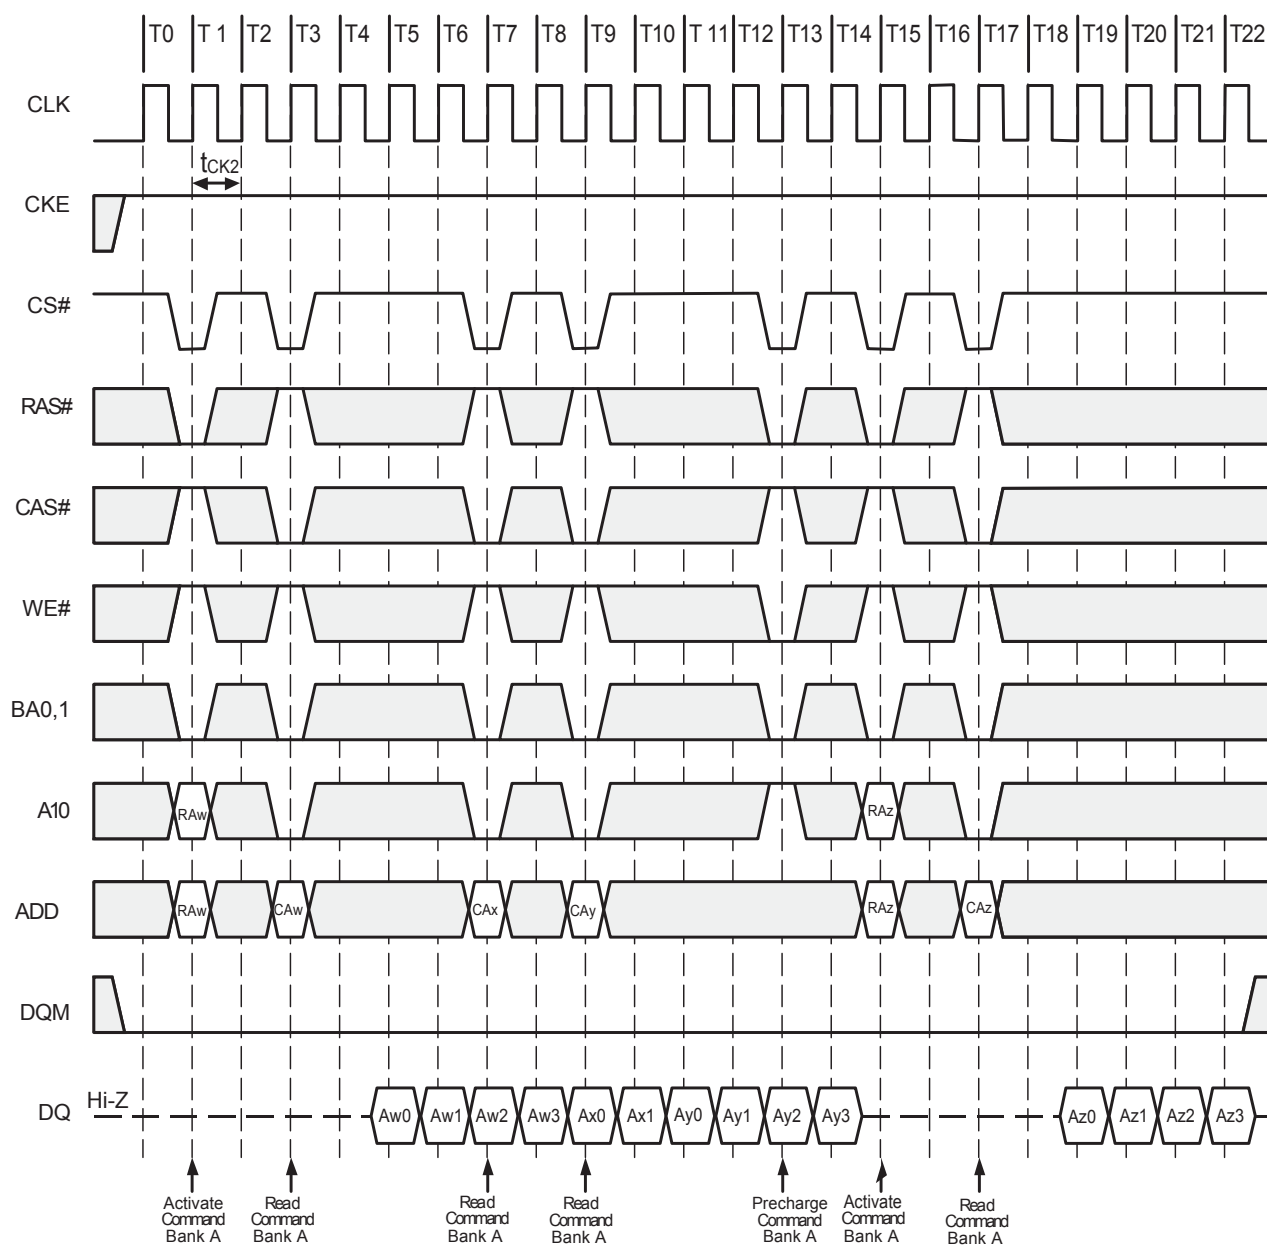 T0 T 1 T2 T3 T4 T5 T6 T7 T8 T9 T10 T 11 T12 T13 T14 T15 T16 T17 T18 T19 T20 T21 T22
CLK
tCK2
CKE
CS#
RAS#
CAS#
WE#
BA0,1
A10 RAw RAz
ADD RAw CAw CAx CAy RAz CAz
DQM
DQ Hi-Z Aw0 Aw1 Aw2 Aw3 Ax0 Ax1 Ay0 Ay1 Ay2 Ay3 Az0 Az1 Az2 Az3
Activate
Command
Bank A
Read
Command
Bank A
Read
Command
Bank A
Read
Command
Bank A
Precharge
Command
Bank A
Activate
Command
Bank A
Read
Command
Bank A